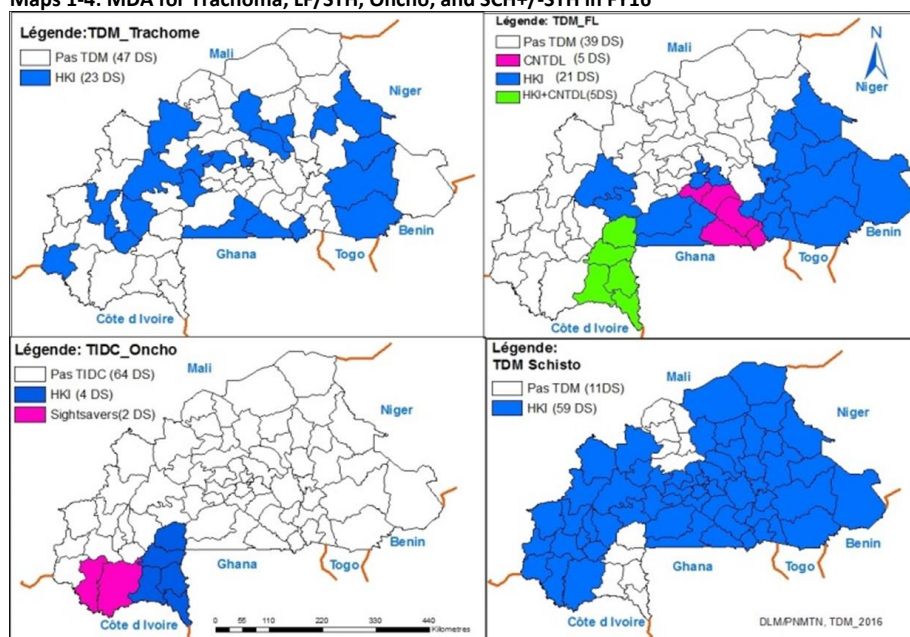 Maps 1-4: MDA for Trachoma, LF/STH, Oncho, and SCH+/-STH in FY16
Légende:TDM_Trachome
Pas TDM (47 DS)
HKI (23 DS)
Mali
Niger
Benin
Togo
Ghana
Côte d Ivoire
Légende: TDM_FL
Pas TDM (39 DS)
CNTDL (5 DS)
HKI (21 DS)
HKI+CNTDL(5DS)
Mali
N
Niger
Benin
Togo
Ghana
Côte d Ivoire
Légende: TIDC_Oncho
Pas TIDC (64 DS)
HKI (4 DS)
Sightsavers(2 DS)
Mali
Niger
Benin
Togo
Ghana
Côte d Ivoire
0 55 110 220 330 440
Kilometres
Légende:
TDM Schisto
Pas TDM (11DS)
HKI (59 DS)
Mali
Niger
Benin
Togo
Ghana
Côte d Ivoire
DLM/PNMTN, TDM_2016